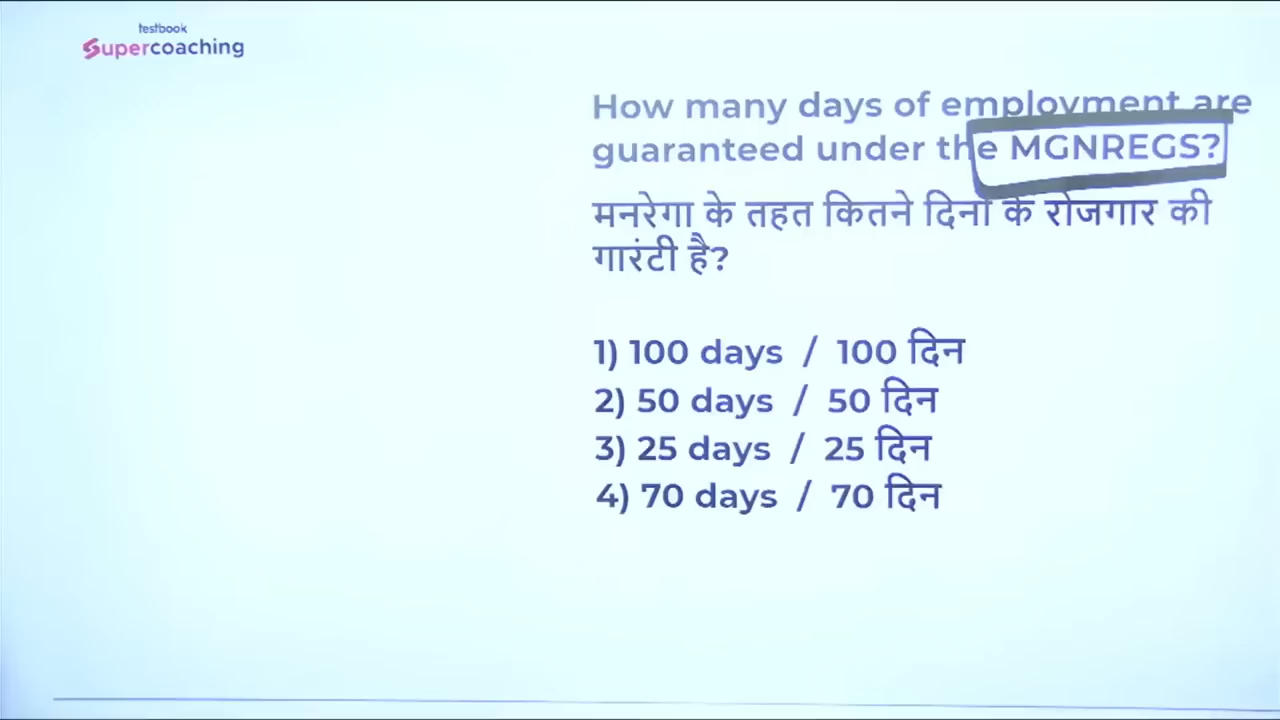 testbook
Supercoaching
How many days of employment are
guaranteed under the MGNREGS?
मनरेगा के तहत कितने दिनों के रोजगार की
गारंटी है?
1) 100 days / 100 दिन
2) 50 days / 50 दिन
3) 25 days / 25 दिन
4) 70 days / 70 दिन